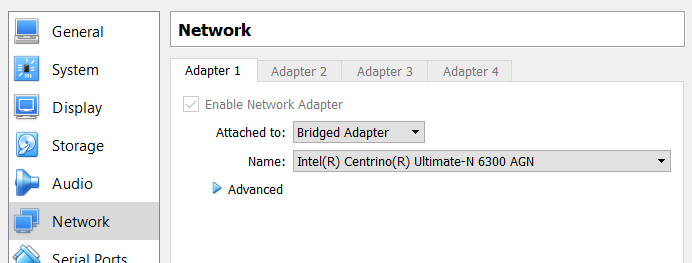 General
System
Display
Storage
Audio
Network
Serial Ports
Network
Adapter 1 Adapter 2 Adapter 3 Adapter 4
Enable Network Adapter
Attached to: Bridged Adapter
Name: Intel(R) Centrino(R) Ultimate-N 6300 AGN
Advanced